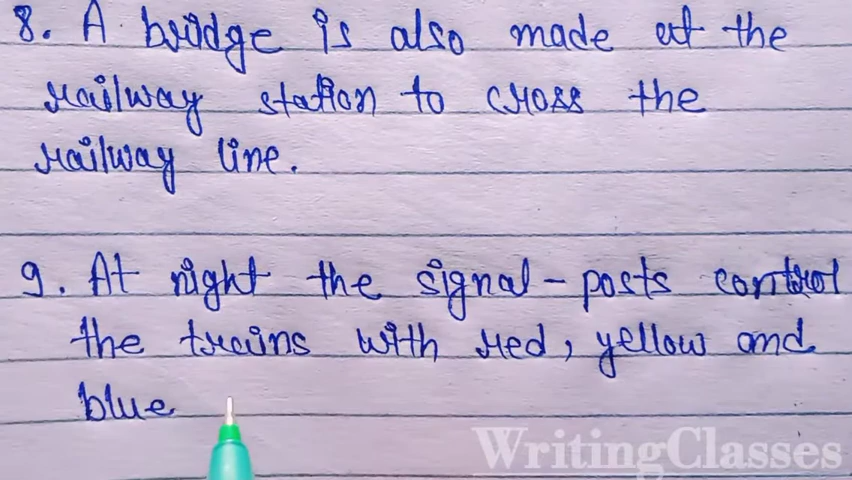 8. A bridge is also made at the
railway station to cross the
railway line.
9. At night the signal-posts control
the trains with red, yellow and
blue
WritingClasses